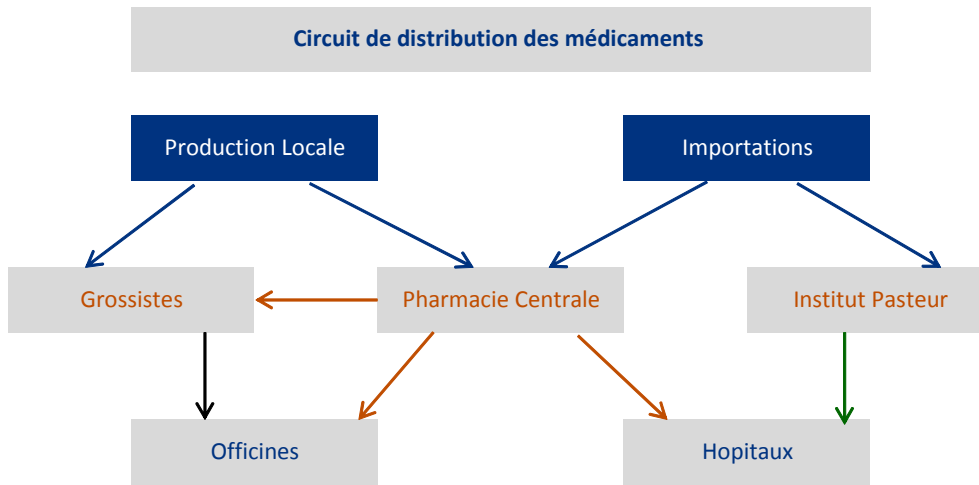 Circuit de distribution des médicaments
Production Locale
Importations
Grossistes
Pharmacie Centrale
Institut Pasteur
Officines
Hopitaux